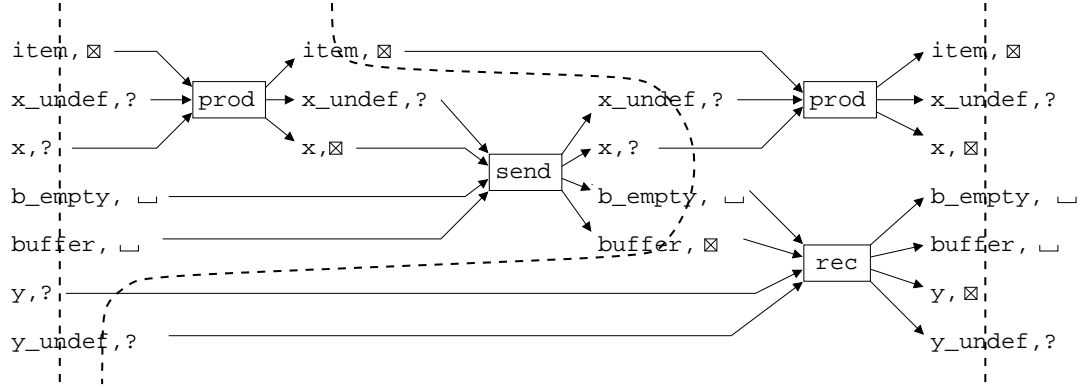 item,☒ item,☒ item,☒
x_undef,? prod x_undef,? x_undef,? prod x_undef,?
x,? x,☒ x,? x,☒
send
b_empty, ⎵ b_empty, ⎵ b_empty, ⎵
buffer, ⎵ buffer,☒ buffer, ⎵
rec
y,? y,☒
y_undef,? y_undef,?